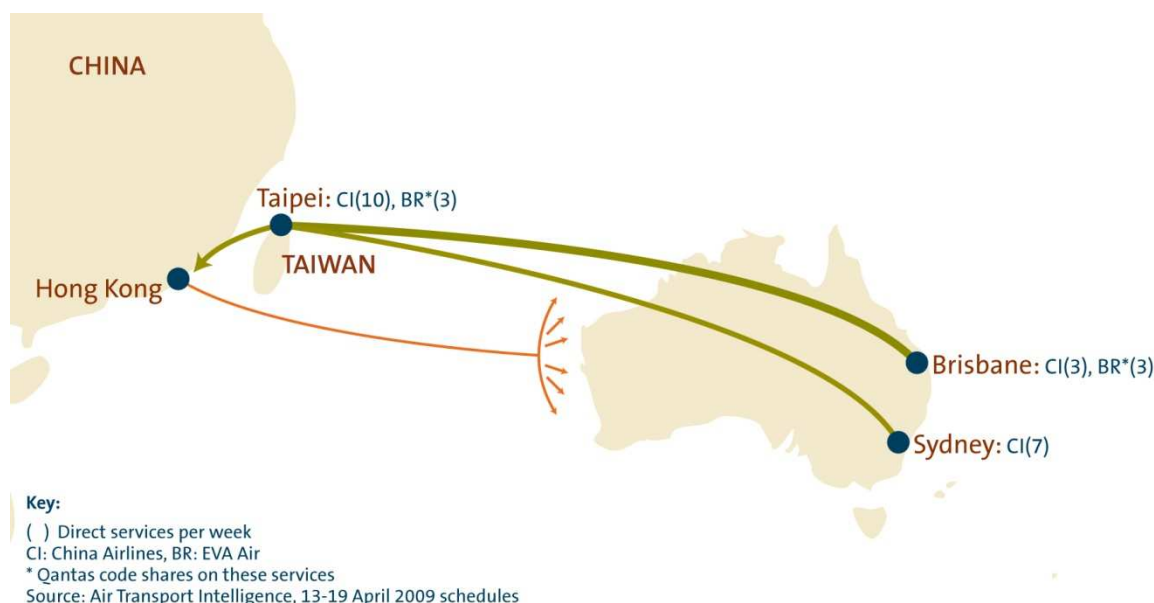 CHINA
Taipei: CI(10), BR*(3)
TAIWAN
Hong Kong
Brisbane: CI(3), BR*(3)
Sydney: CI(7)
Key:
( ) Direct services per week
CI: China Airlines, BR: EVA Air
* Qantas code shares on these services
Source: Air Transport Intelligence, 13-19 April 2009 schedules